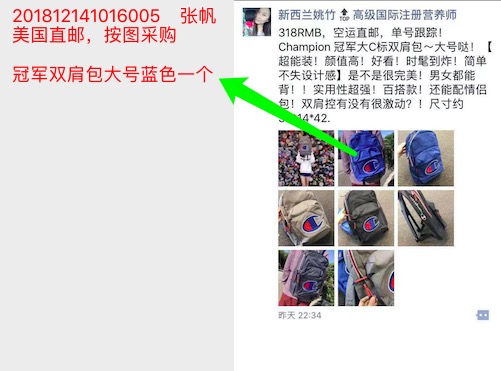 201812141016005 张帆
美国直邮，按图采购
冠军双肩包大号蓝色一个
新西兰姚竹 TOP 高级国际注册营养师
318RMB，空运直邮，单号跟踪！
Champion 冠军大C标双肩包～大号哒！【
超能装！颜值高！好看！时髦到炸！简单
不失设计感】是不是很完美！男女都能
背！！实用性超强！百搭款！还能配情侣
包！双肩控有没有很激动？！尺寸约
14*42.
昨天 22:34